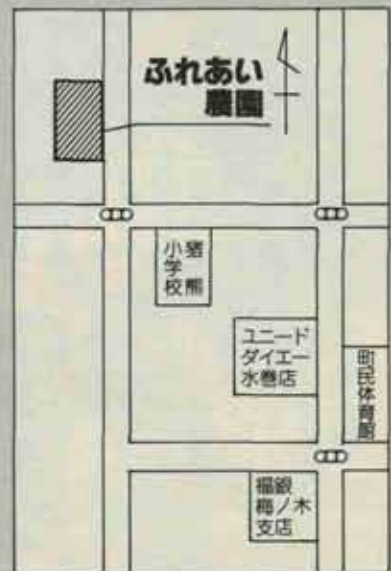 ふれあい
農園
猪熊
小学校
ユニード
ダイエー
水巻店
町民体育館
福銀
梅ノ木
支店